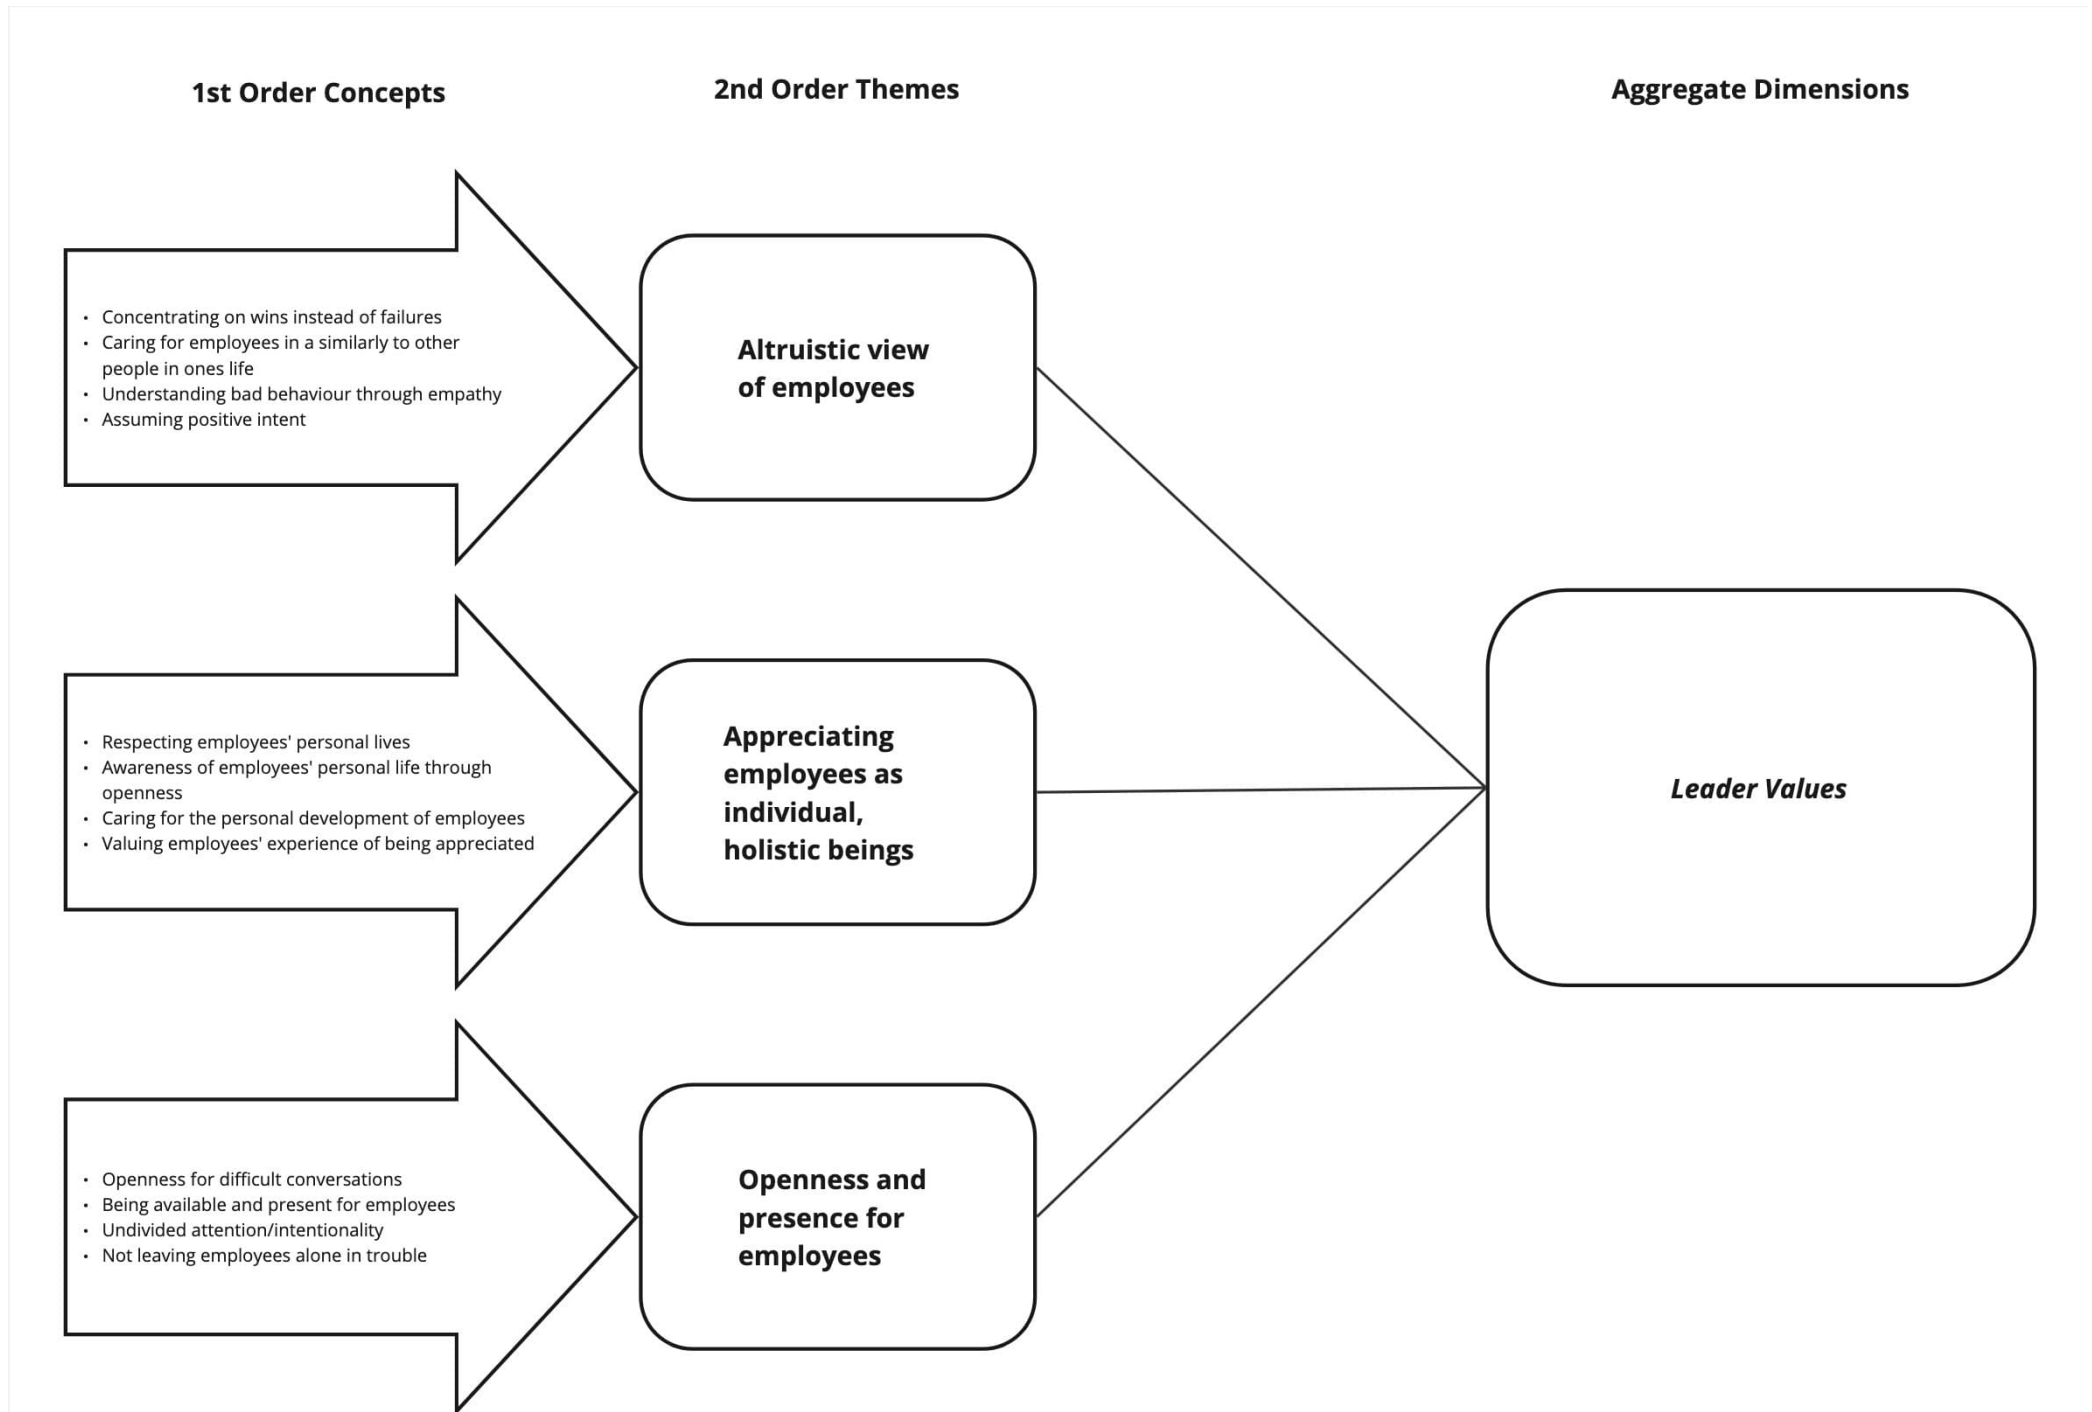 1st Order Concepts
2nd Order Themes
Aggregate Dimensions
• Concentrating on wins instead of failures
• Caring for employees in a similarly to other
people in ones life
• Understanding bad behaviour through empathy
• Assuming positive intent
Altruistic view
of employees
• Respecting employees' personal lives
• Awareness of employees' personal life through
openness
• Caring for the personal development of employees
• Valuing employees' experience of being appreciated
Appreciating
employees as
individual,
holistic beings
Leader Values
• Openness for difficult conversations
• Being available and present for employees
• Undivided attention/intentionality
• Not leaving employees alone in trouble
Openness and
presence for
employees